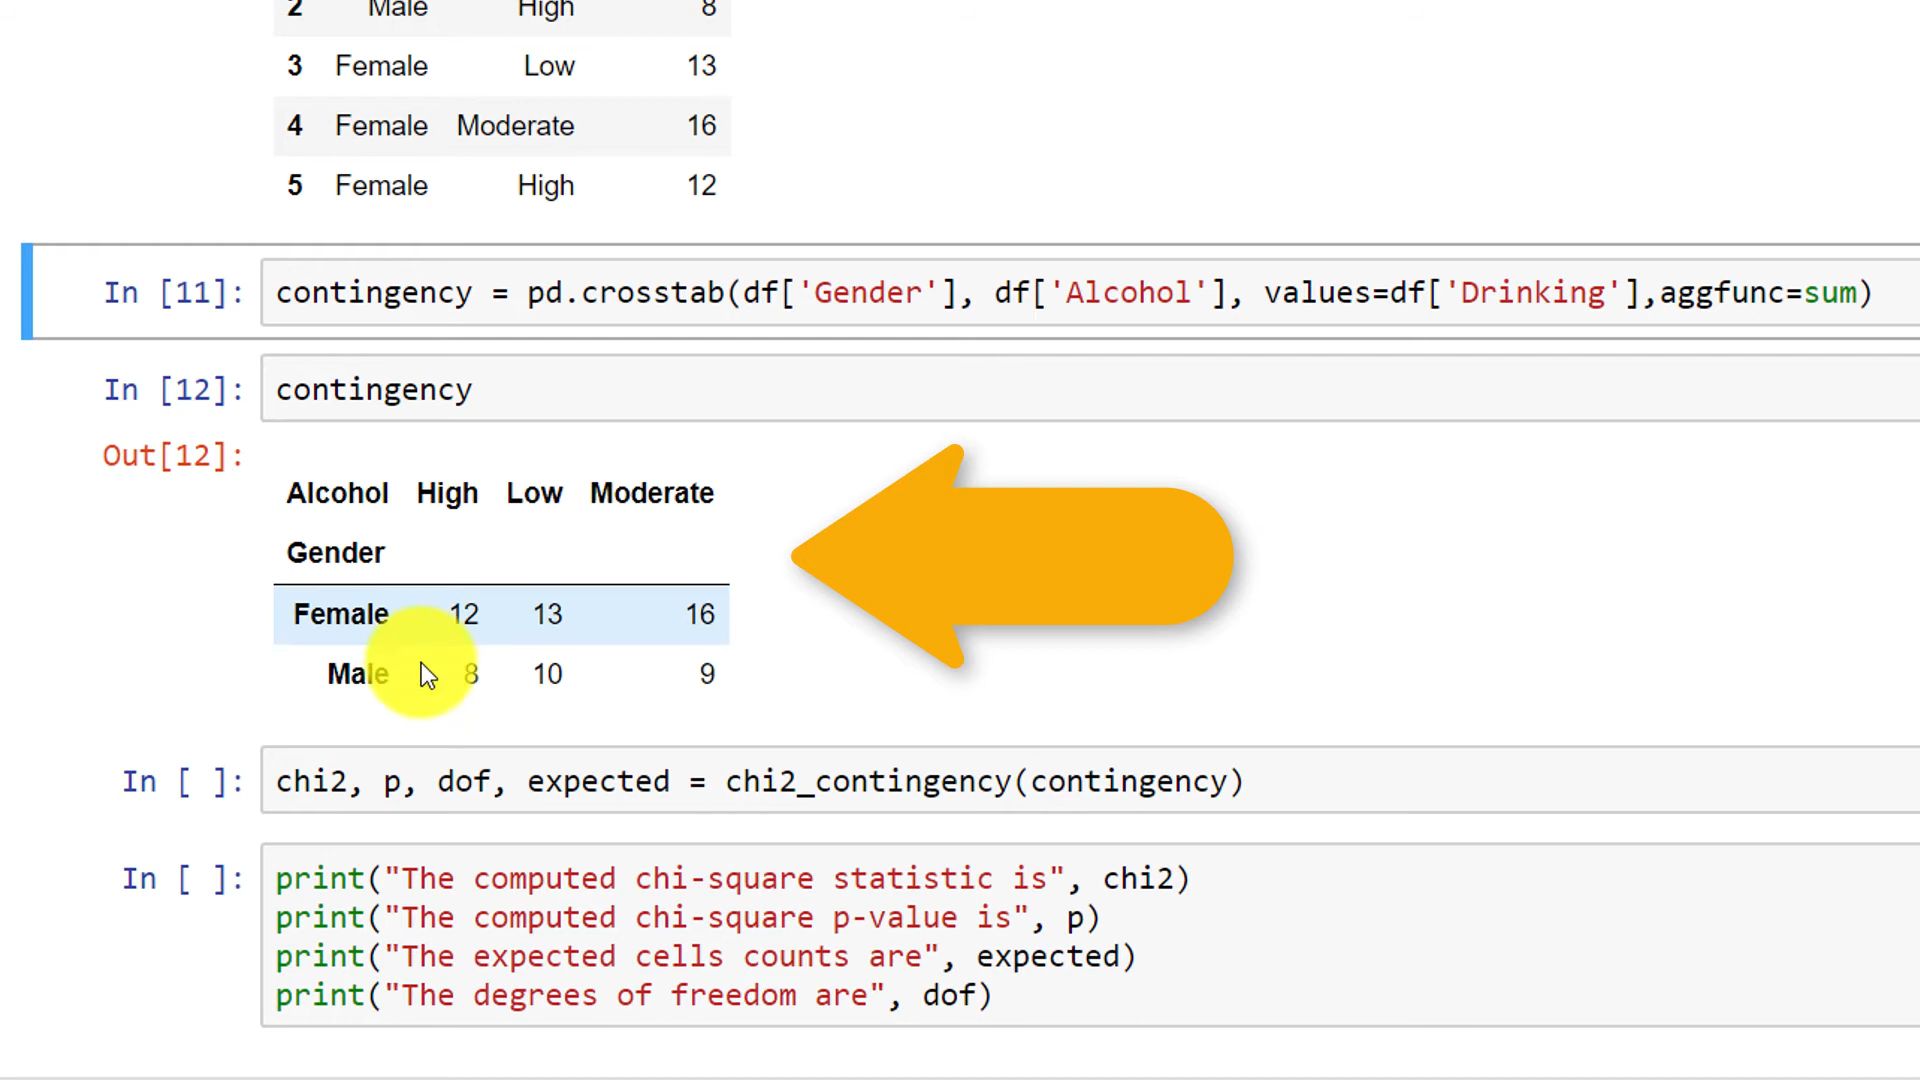 2 Male High 8
3 Female Low 13
4 Female Moderate 16
5 Female High 12
In [11]: contingency = pd.crosstab(df['Gender'], df['Alcohol'], values=df['Drinking'],aggfunc=sum)
In [12]: contingency
Out[12]:
Alcohol High Low Moderate
Gender
Female 12 13 16
Male 8 10 9
In [ ]: chi2, p, dof, expected = chi2_contingency(contingency)
In [ ]: print("The computed chi-square statistic is", chi2)
print("The computed chi-square p-value is", p)
print("The expected cells counts are", expected)
print("The degrees of freedom are", dof)